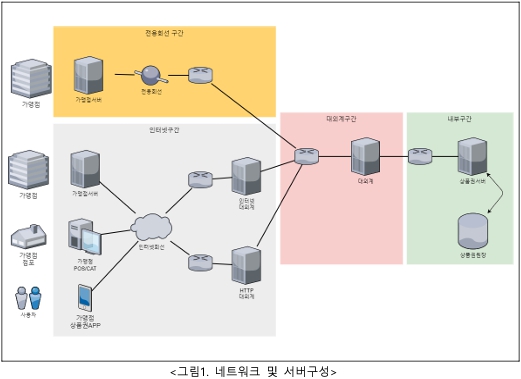 전용회선 구간
가맹점
가맹점서버
전용회선
인터넷구간
대외계구간
내부구간
가맹점
가맹점서버
인터넷
대외계
대외계
상품권서버
가맹점
점포
가맹점
POS/CAT
인터넷회선
상품권원장
HTTP
대외계
사용자
가맹점
상품권APP
<그림1. 네트워크 및 서버구성>